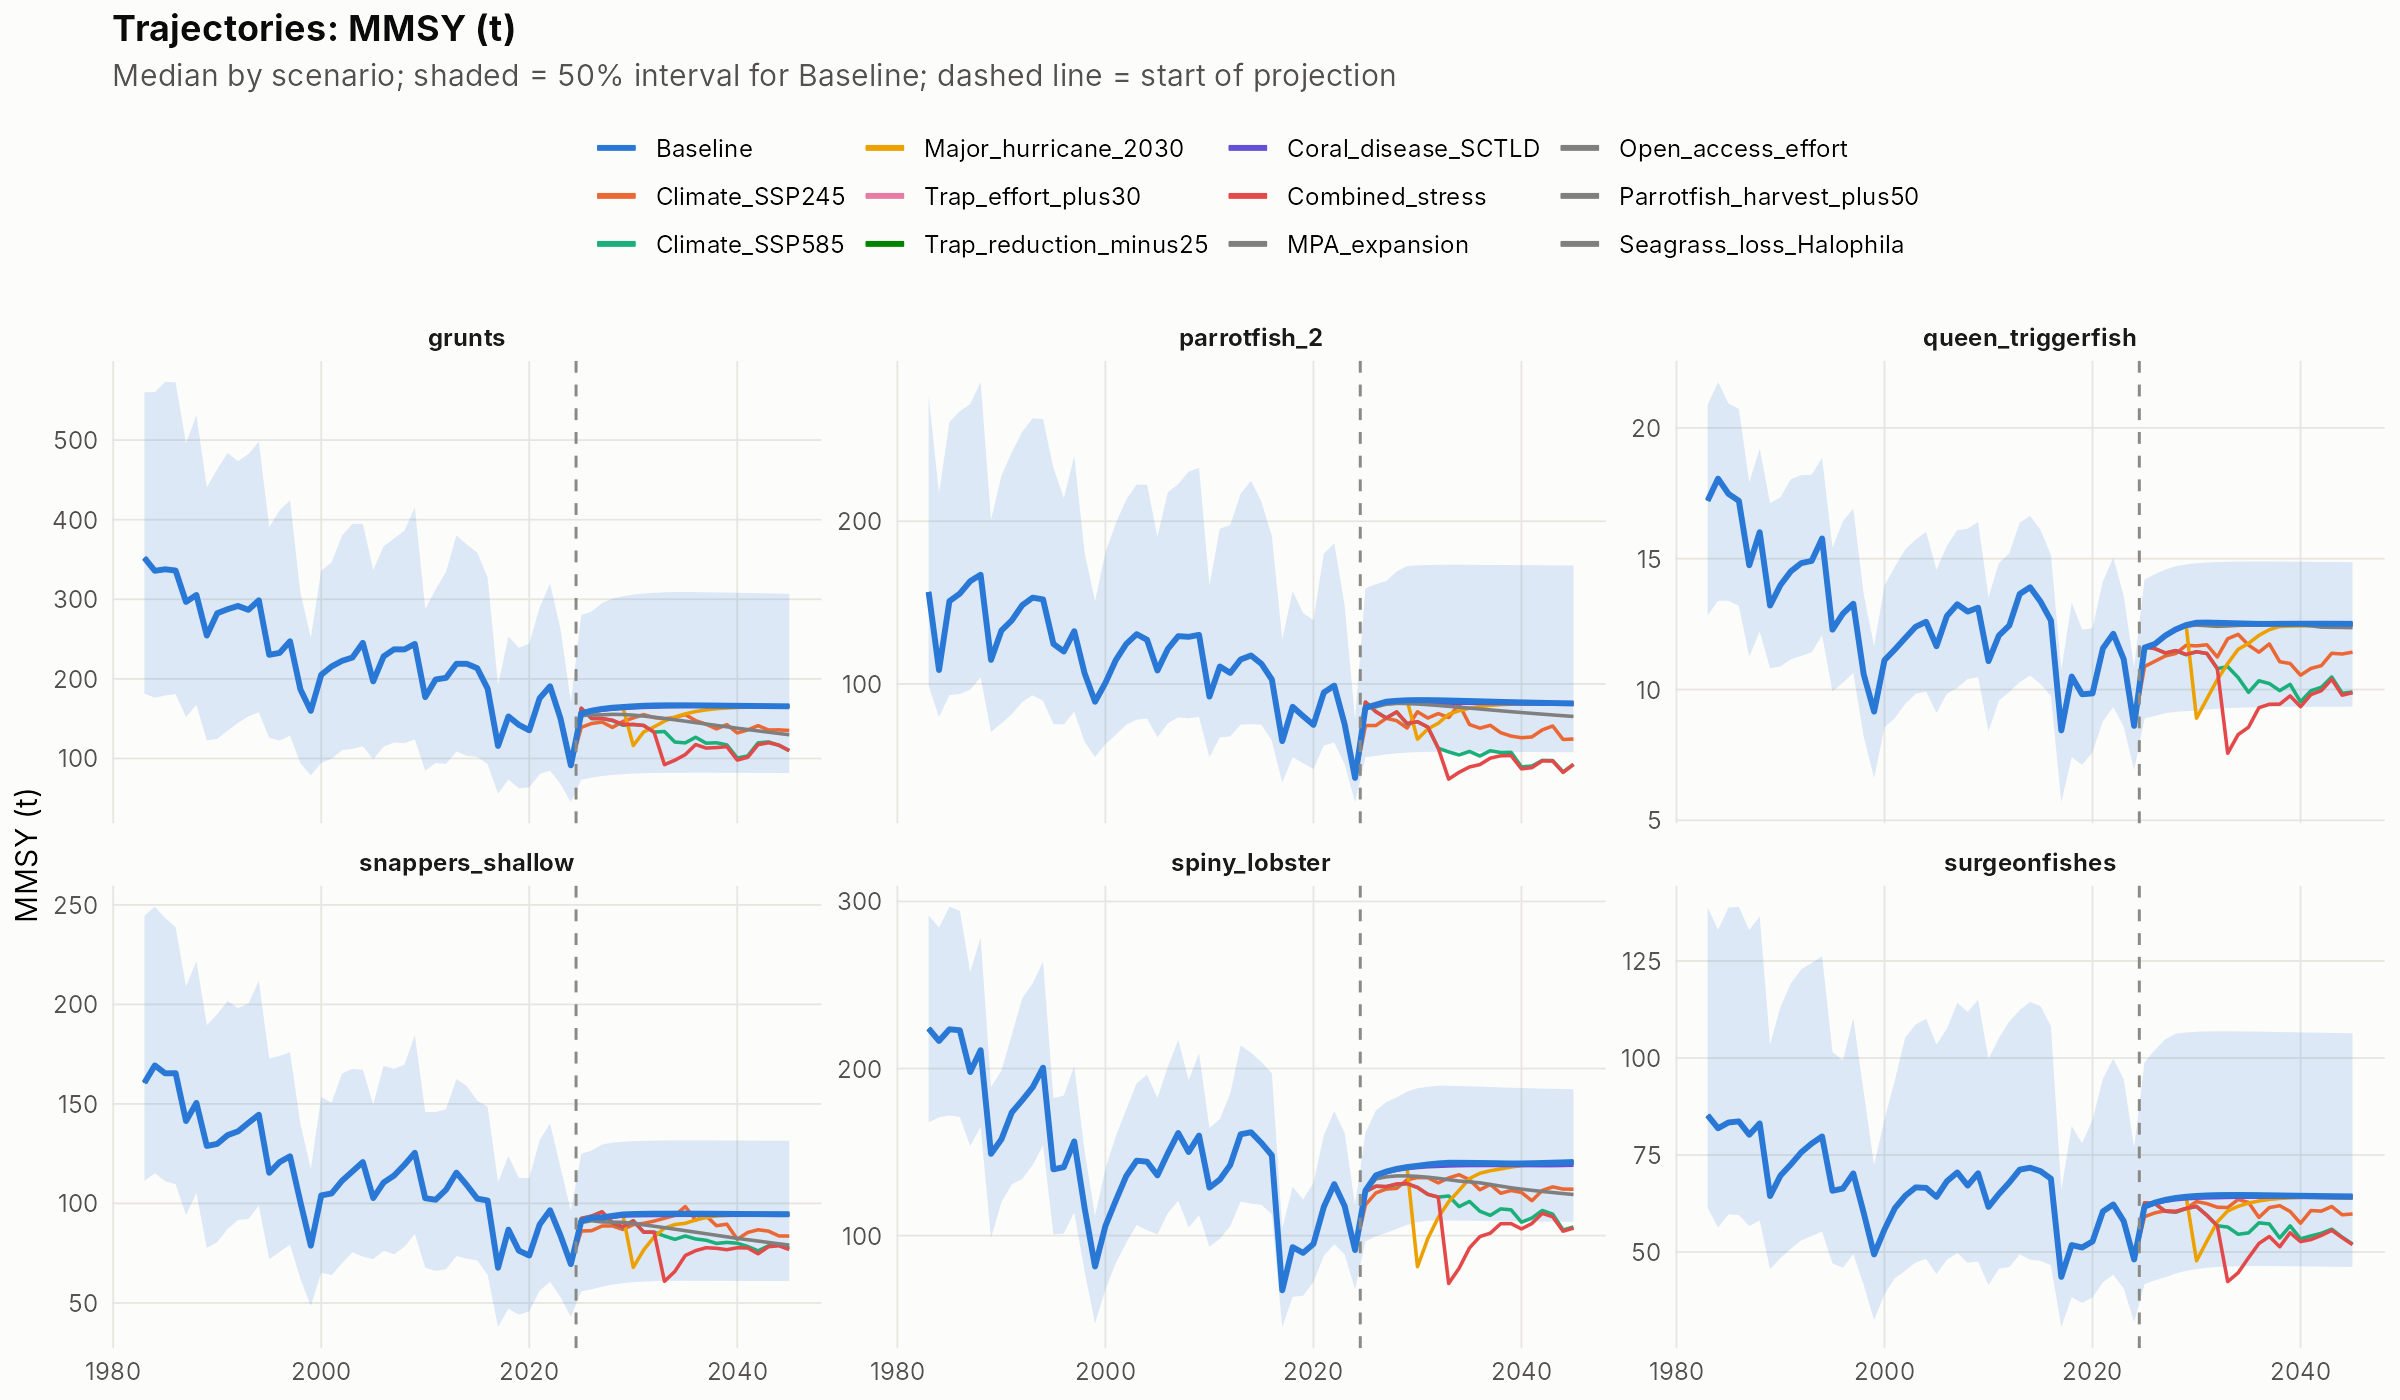 Trajectories: MMSY (t)
Median by scenario; shaded = 50% interval for Baseline; dashed line = start of projection
Baseline Major_hurricane_2030 Coral_disease_SCTLD Open_access_effort
Climate_SSP245 Trap_effort_plus30 Combined_stress Parrotfish_harvest_plus50
Climate_SSP585 Trap_reduction_minus25 MPA_expansion Seagrass_loss_Halophila
grunts parrotfish_2 queen_triggerfish
500
400
300
200
100
200
100
20
15
10
5
MMSY (t)
snappers_shallow spiny_lobster surgeonfishes
250
200
150
100
50
300
200
100
125
100
75
50
1980 2000 2020 2040 1980 2000 2020 2040 1980 2000 2020 2040